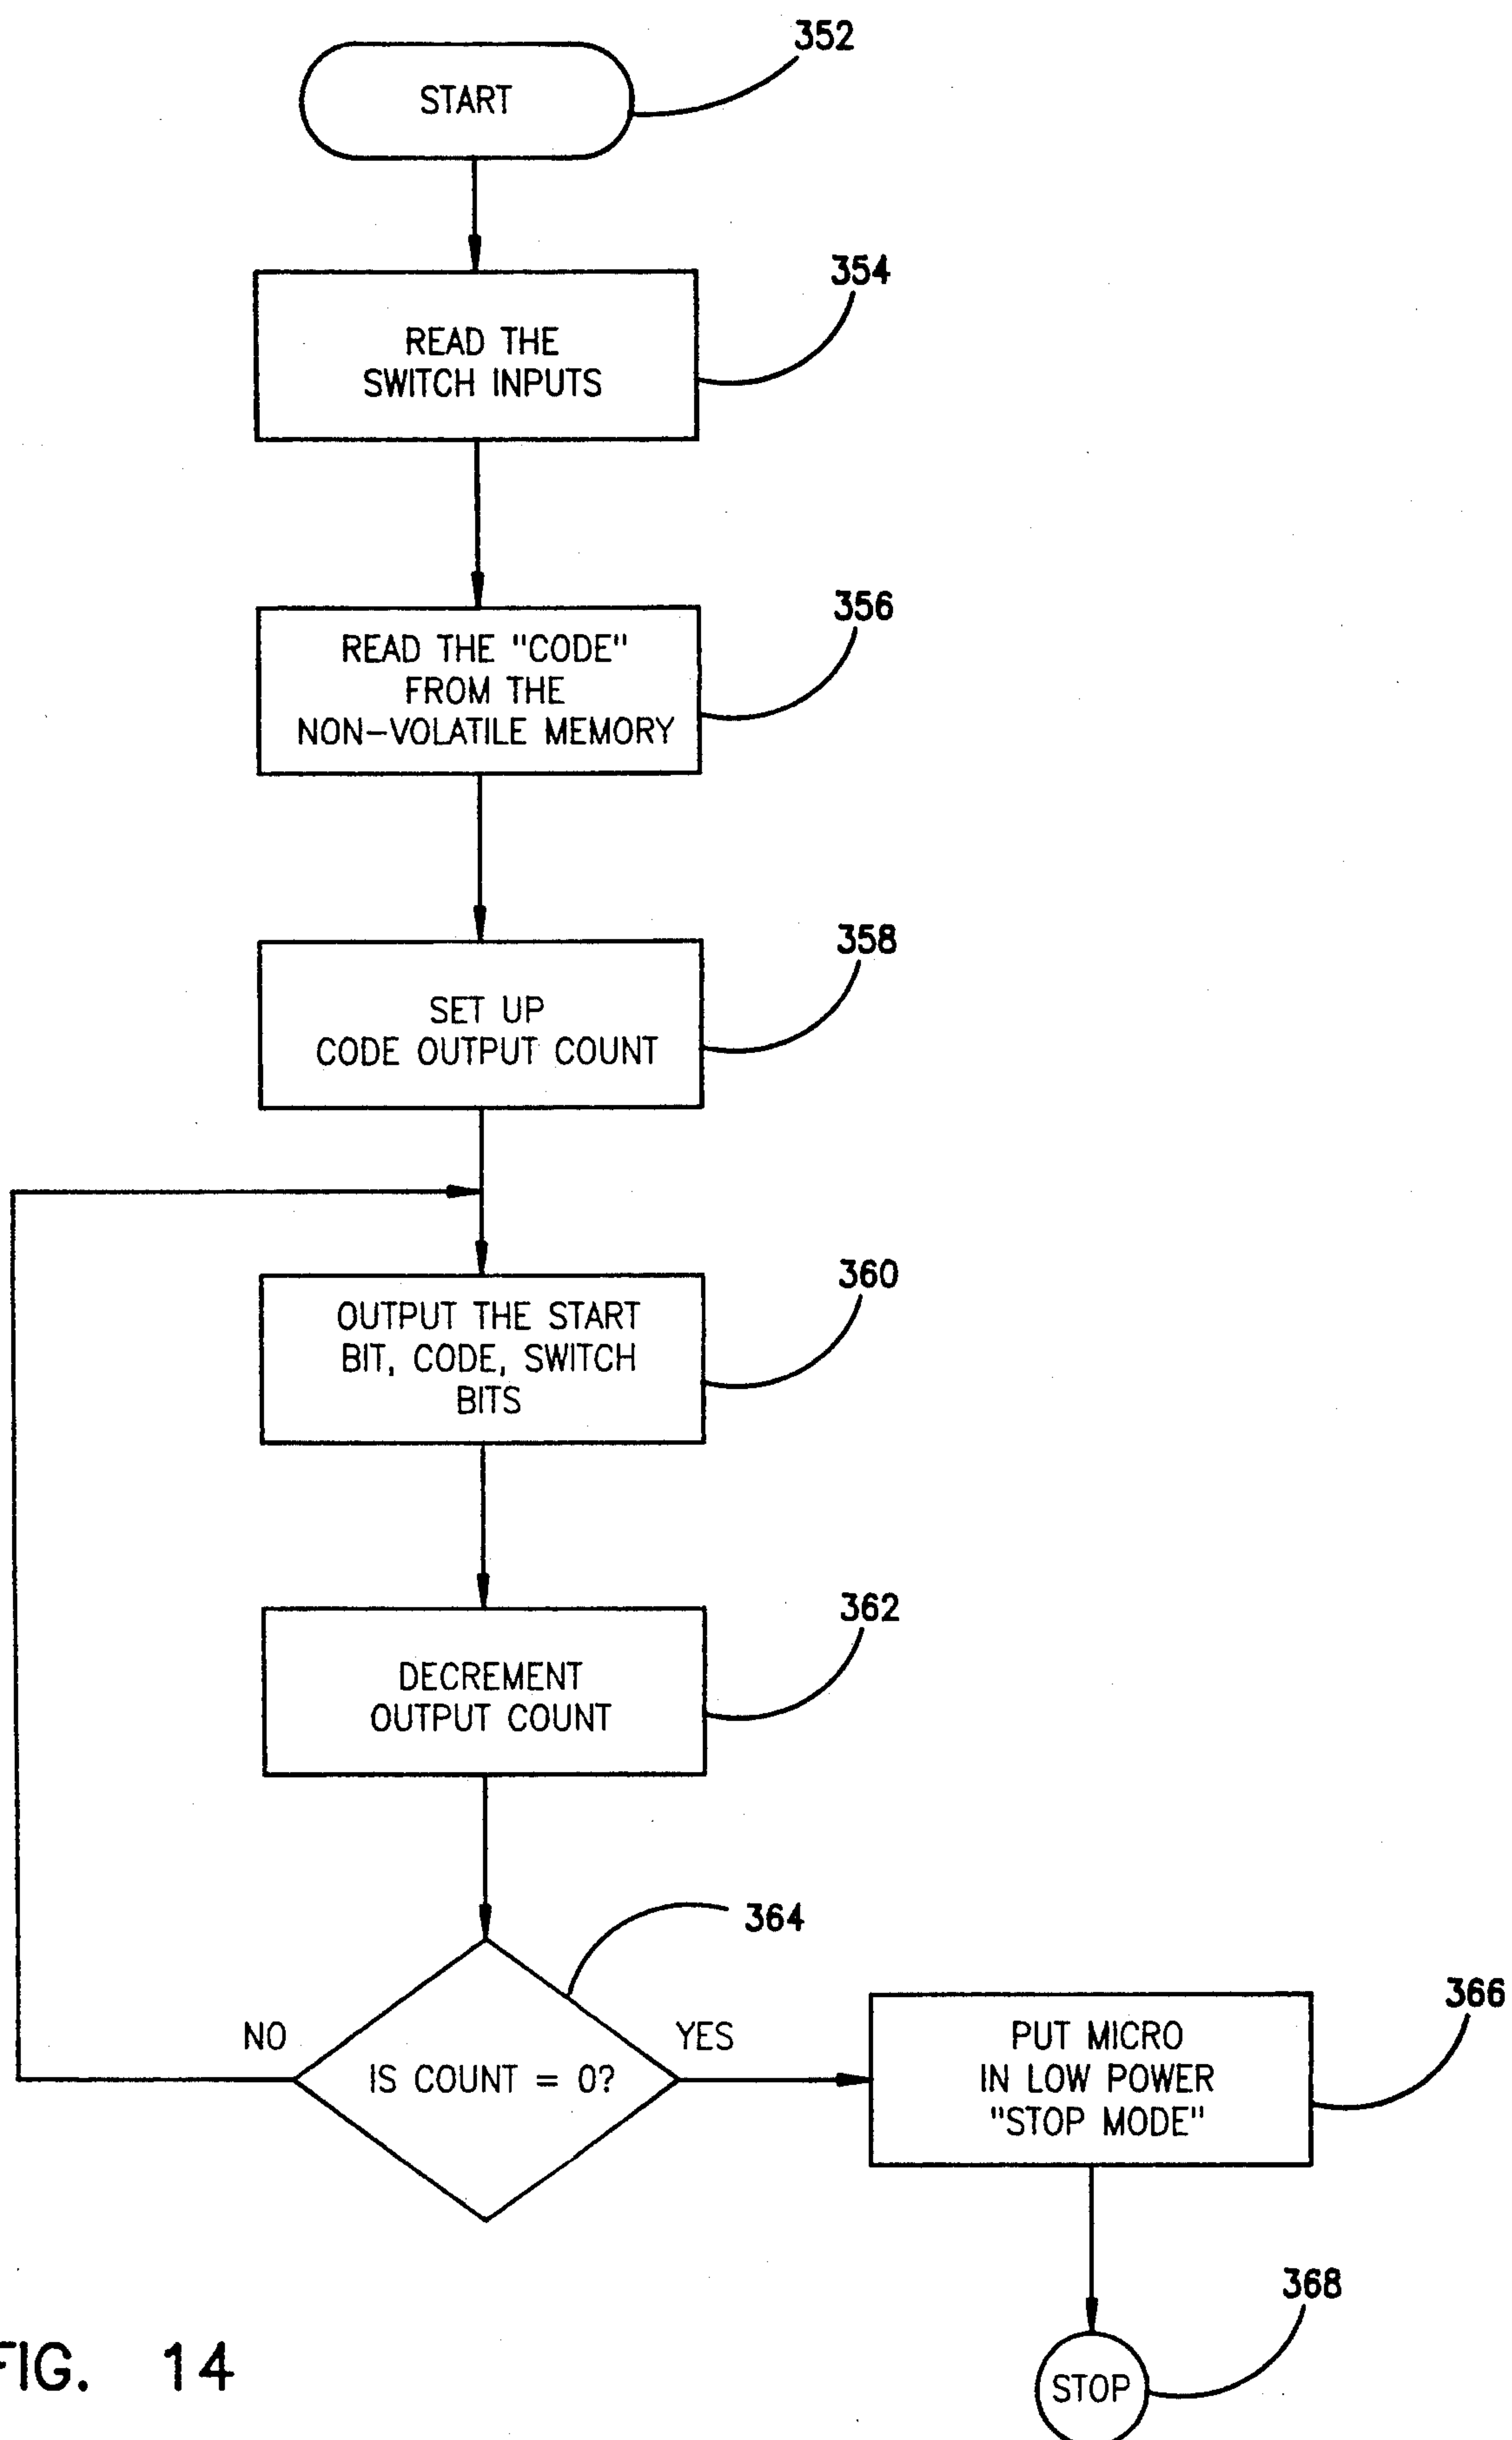 352
START
354
READ THE
SWITCH INPUTS
356
READ THE "CODE"
FROM THE
NON-VOLATILE MEMORY
358
SET UP
CODE OUTPUT COUNT
360
OUTPUT THE START
BIT, CODE, SWITCH
BITS
362
DECREMENT
OUTPUT COUNT
364
NO
IS COUNT = 0?
YES
366
PUT MICRO
IN LOW POWER
"STOP MODE"
368
STOP
FIG. 14